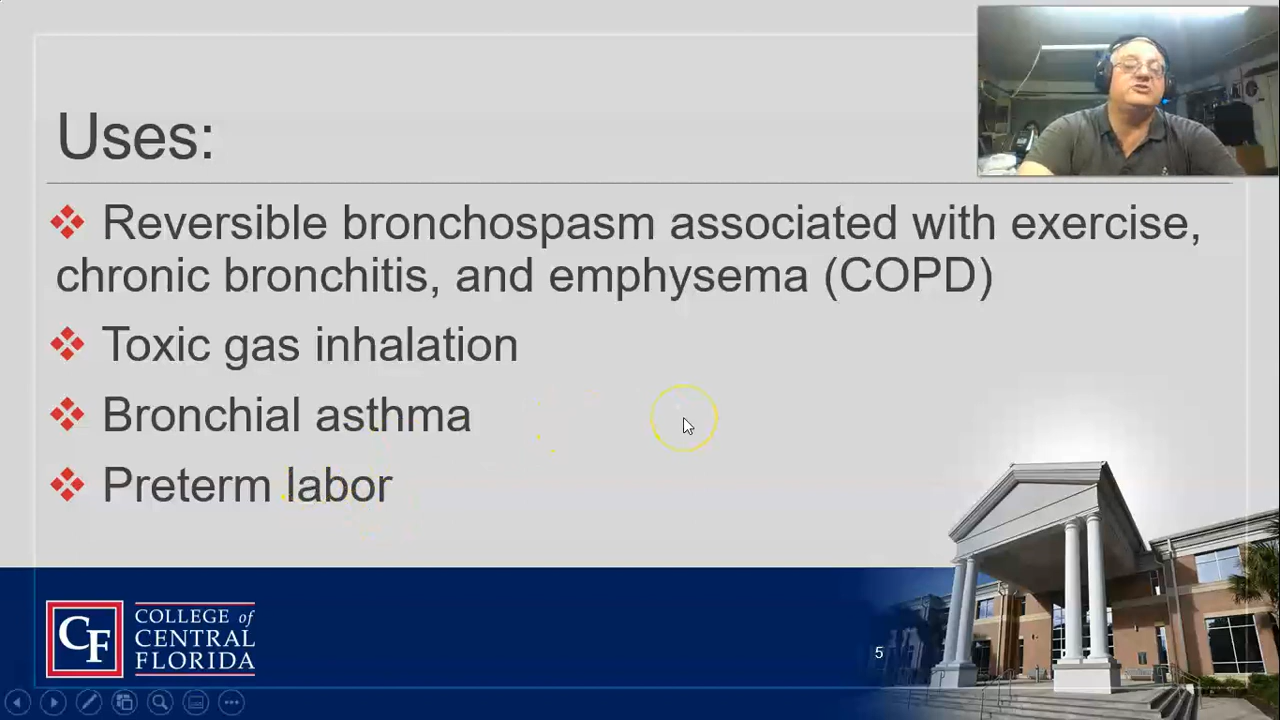 Uses:
Reversible bronchospasm associated with exercise,
chronic bronchitis, and emphysema (COPD)
Toxic gas inhalation
Bronchial asthma
Preterm labor
CF
COLLEGE of
CENTRAL
FLORIDA
5